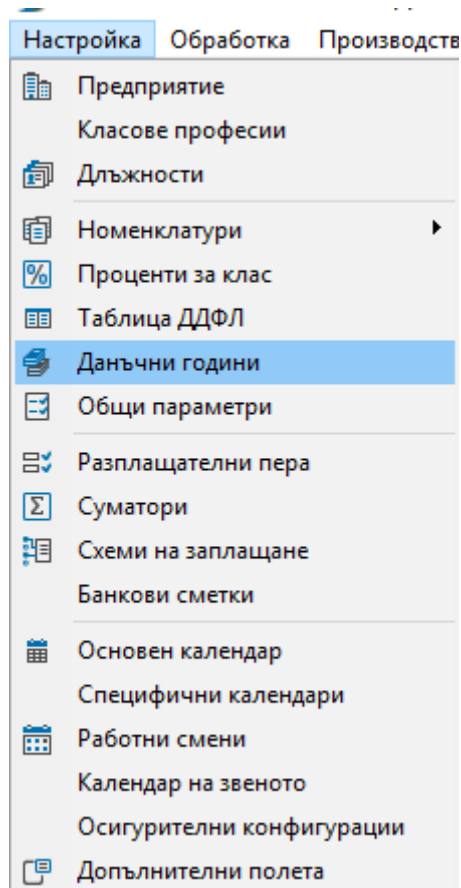 Настройка Обработка Производств
Предприятие
Класове професии
Длъжности
Номенклатури
Проценти за клас
Таблица ДДФЛ
Данъчни години
Общи параметри
Разплащателни пера
Суматори
Схеми на заплащане
Банкови сметки
Основен календар
Специфични календари
Работни смени
Календар на звеното
Осигурителни конфигурации
Допълнителни полета